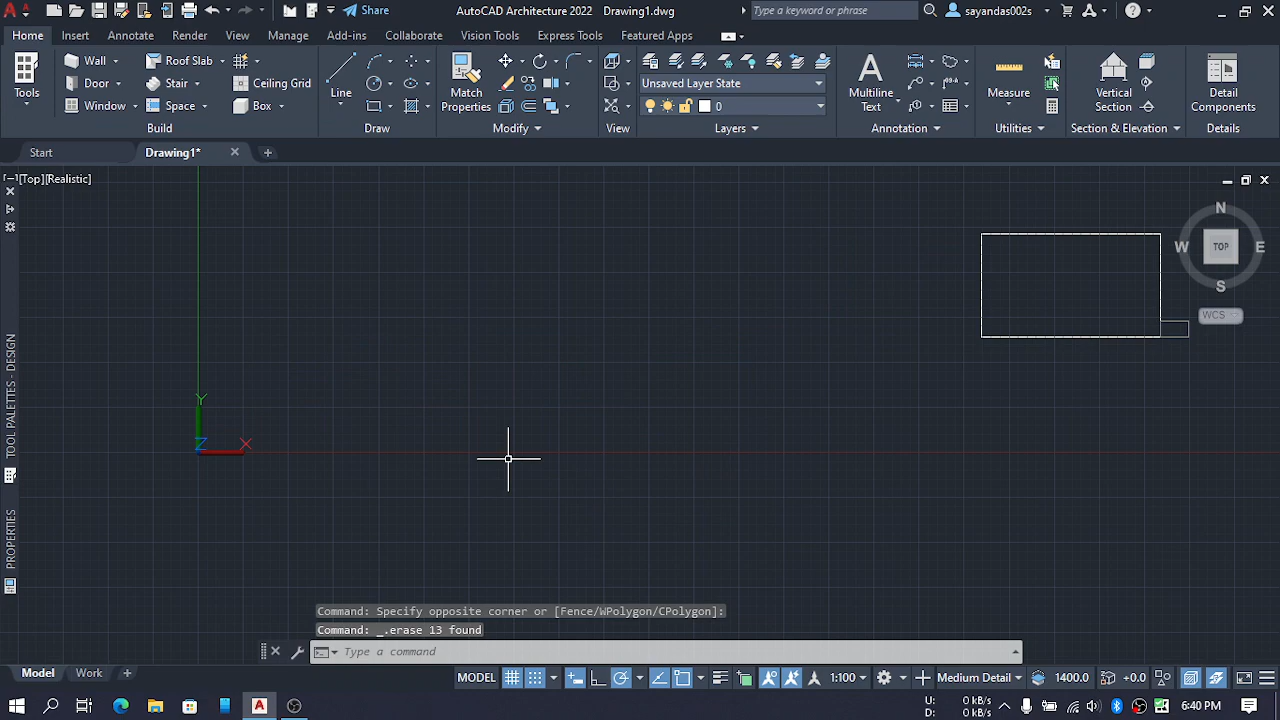 Share
AutoCAD Architecture 2022 Drawing1.dwg
Type a keyword or phrase
sayandas002s
Home Insert Annotate Render View Manage Add-ins Collaborate Vision Tools Express Tools Featured Apps
Tools
Wall Roof Slab
Door Stair Ceiling Grid
Window Space Box
Build
Line
Draw
Match
Properties
Modify
View
Unsaved Layer State
0
Layers
Multiline
Text
Annotation
Measure
Utilities
Vertical
Section
Section & Elevation
Detail
Components
Details
Start Drawing1*
[–][Top][Realistic]
N
W TOP E
S
WCS
Y
Z X
TOOL PALETTES - DESIGN
PROPERTIES
Command: Specify opposite corner or [Fence/WPolygon/CPolygon]:
Command: _.erase 13 found
Type a command
Model Work
MODEL
1:100
Medium Detail
1400.0
+0.0
U: 0 kB/s
D: 0 kB/s
6:40 PM